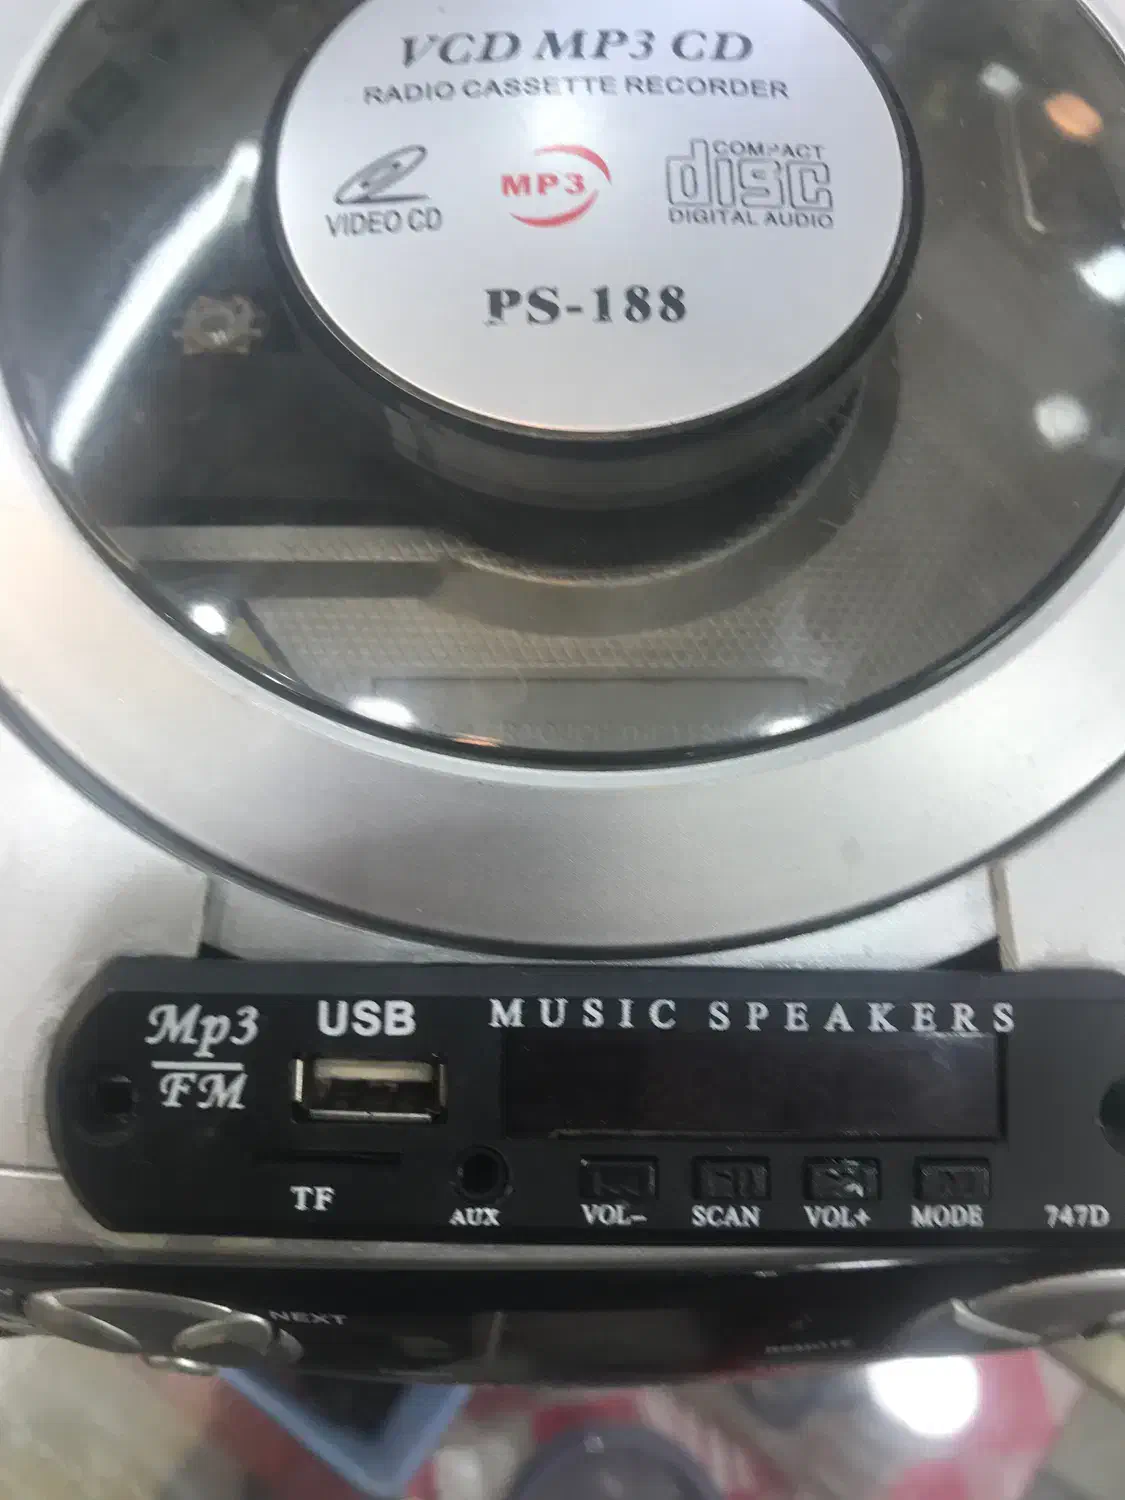 VCD MP3 CD
RADIO CASSETTE RECORDER
VIDEO CD
MP3
COMPACT
disc
DIGITAL AUDIO
PS-188
Mp3
FM
USB
MUSIC SPEAKERS
TF
AUX
VOL−
SCAN
VOL+
MODE
747D
NEXT
REMOTE